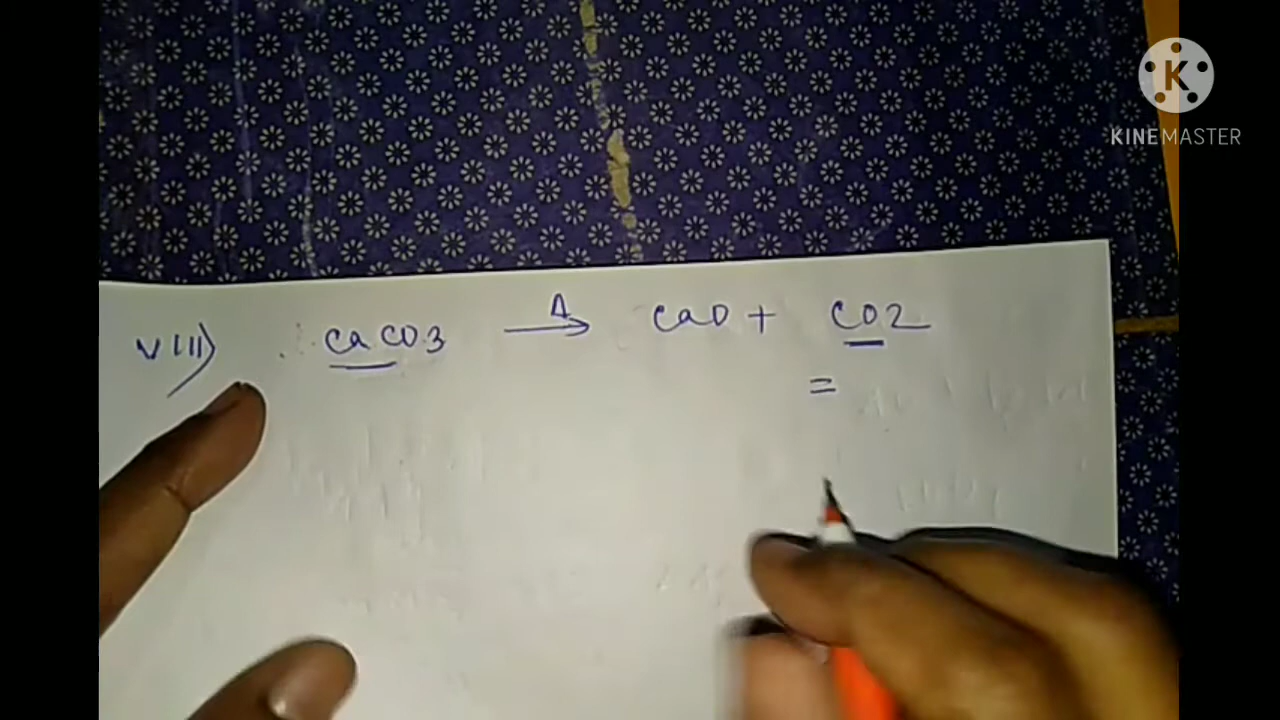 K
KINEMASTER
VIII) CaCO3 Δ → CaO + CO2
=